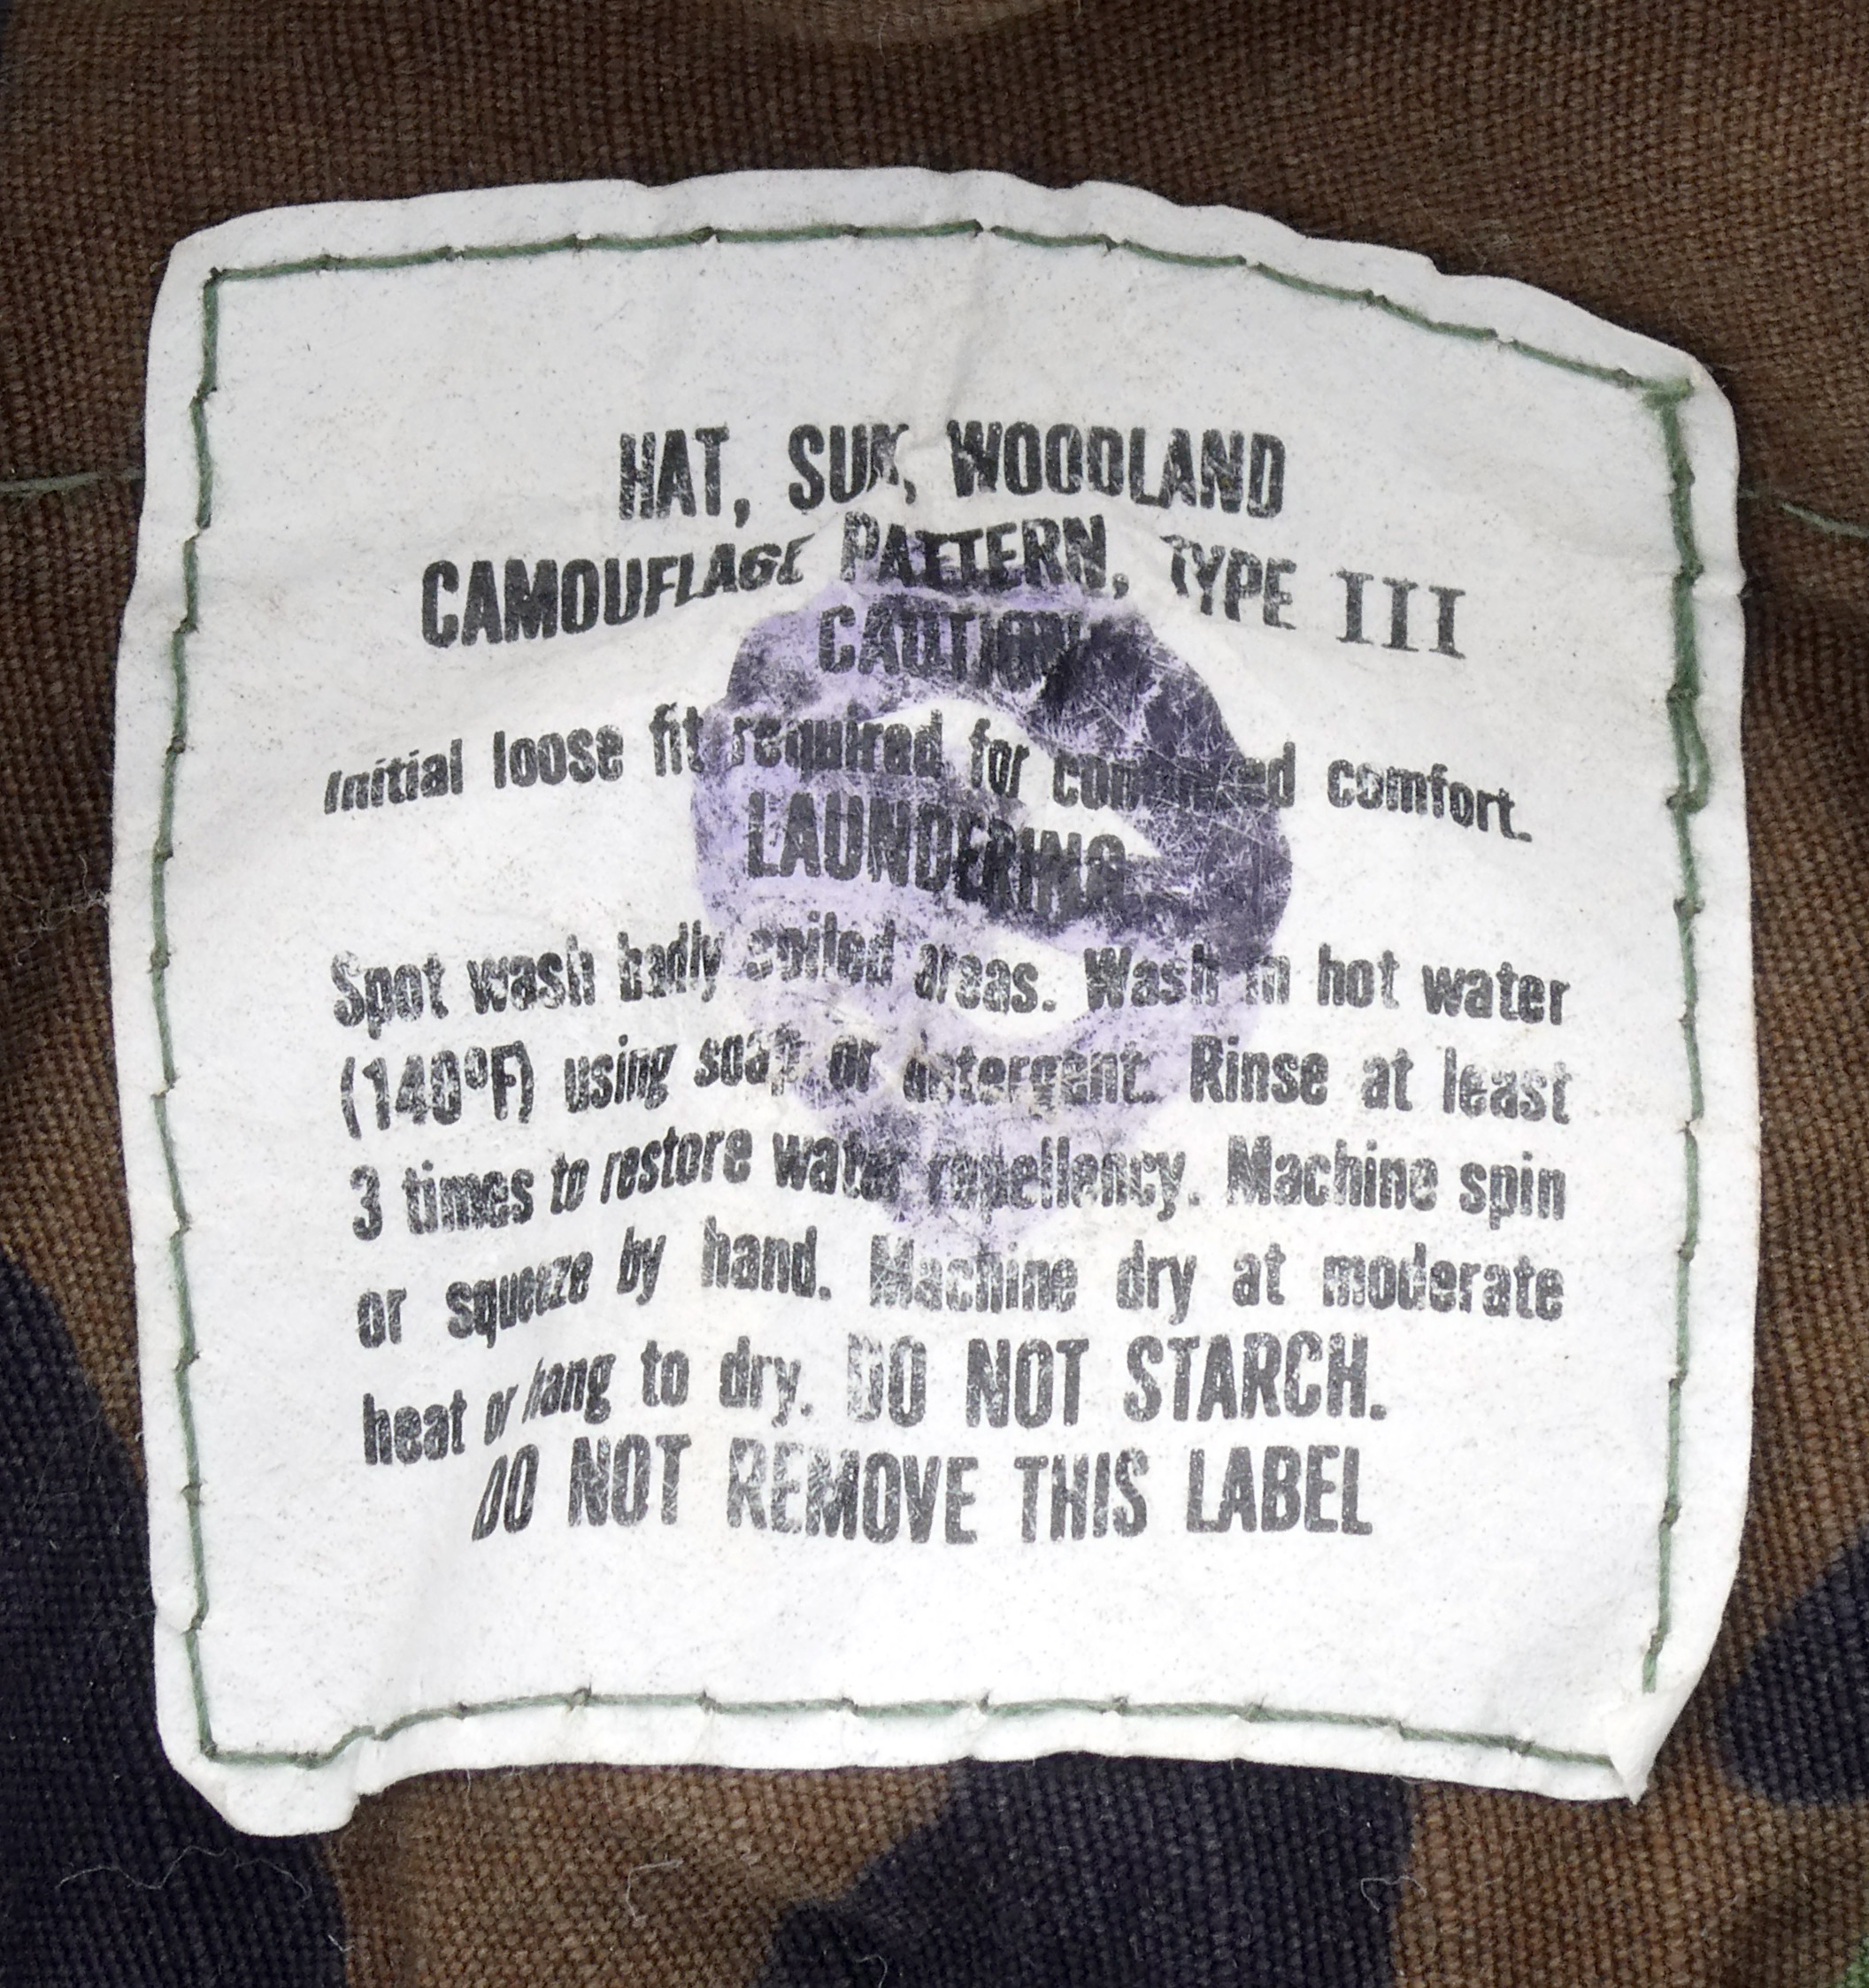 HAT, SUN, WOODLAND
CAMOUFLAGE PATTERN, TYPE III
CAUTION
Initial loose fit required for continued comfort.
LAUNDERING
Spot wash badly soiled areas. Wash in hot water
(140°F) using soap or detergent. Rinse at least
3 times to restore water repellency. Machine spin
or squeeze by hand. Machine dry at moderate
heat or hang to dry. DO NOT STARCH.
DO NOT REMOVE THIS LABEL